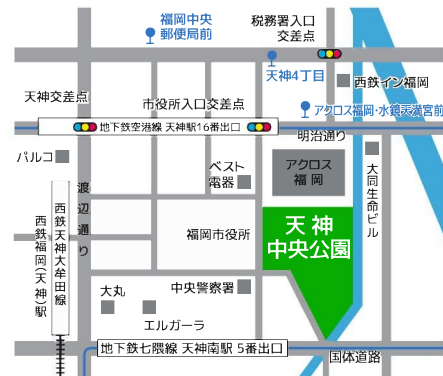 福岡中央
郵便局前
税務署入口
交差点
天神4丁目
西鉄イン福岡
天神交差点
市役所入口交差点
アクロス福岡・水鏡天満宮前
地下鉄空港線 天神駅16番出口
明治通り
パルコ
ベスト
電器
アクロス
福岡
大同生命ビル
渡辺通り
西鉄天神大牟田線
西鉄福岡(天神)駅
福岡市役所
天神
中央公園
大丸
中央警察署
エルガーラ
地下鉄七隈線 天神南駅 5番出口
国体道路